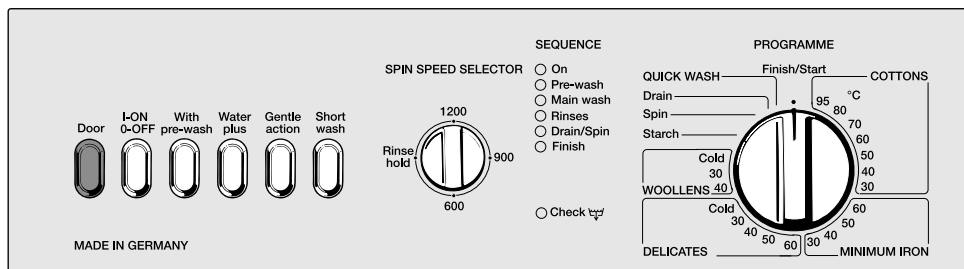 Door
I-ON
0-OFF
With
pre-wash
Water
plus
Gentle
action
Short
wash
MADE IN GERMANY
SPIN SPEED SELECTOR
1200
Rinse
hold
900
600
SEQUENCE
On
Pre-wash
Main wash
Rinses
Drain/Spin
Finish
Check
PROGRAMME
Finish/Start
QUICK WASH
COTTONS
Drain
Spin
Starch
°C
95
80
70
60
50
40
30
Cold
30
40
WOOLLENS
Cold
30
40
50
60
DELICATES
60
50
40
30
MINIMUM IRON